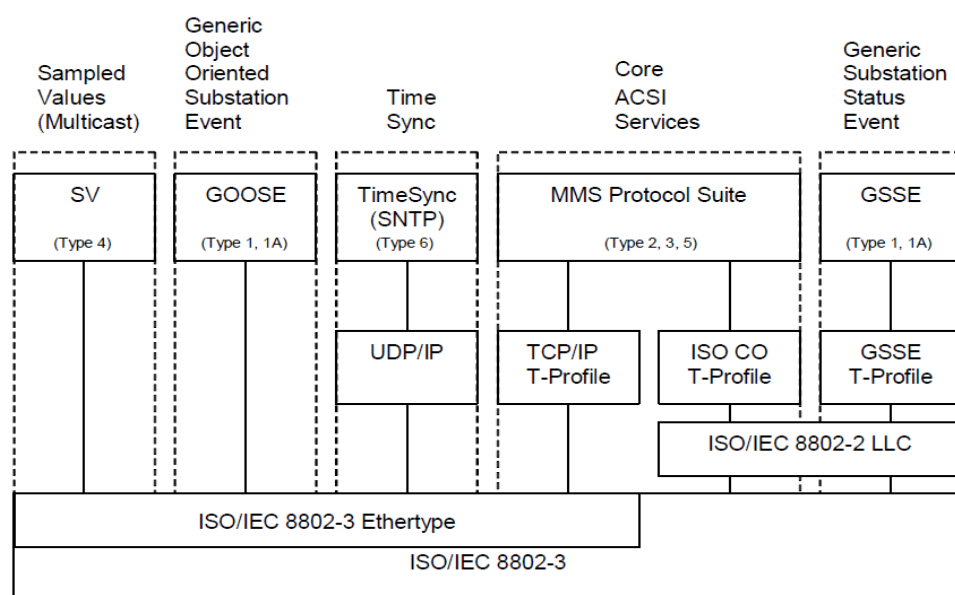 Sampled
Values
(Multicast)
Generic
Object
Oriented
Substation
Event
Time
Sync
Core
ACSI
Services
Generic
Substation
Status
Event
SV
(Type 4)
GOOSE
(Type 1, 1A)
TimeSync
(SNTP)
(Type 6)
MMS Protocol Suite
(Type 2, 3, 5)
GSSE
(Type 1, 1A)
UDP/IP
TCP/IP
T-Profile
ISO CO
T-Profile
GSSE
T-Profile
ISO/IEC 8802-2 LLC
ISO/IEC 8802-3 Ethertype
ISO/IEC 8802-3